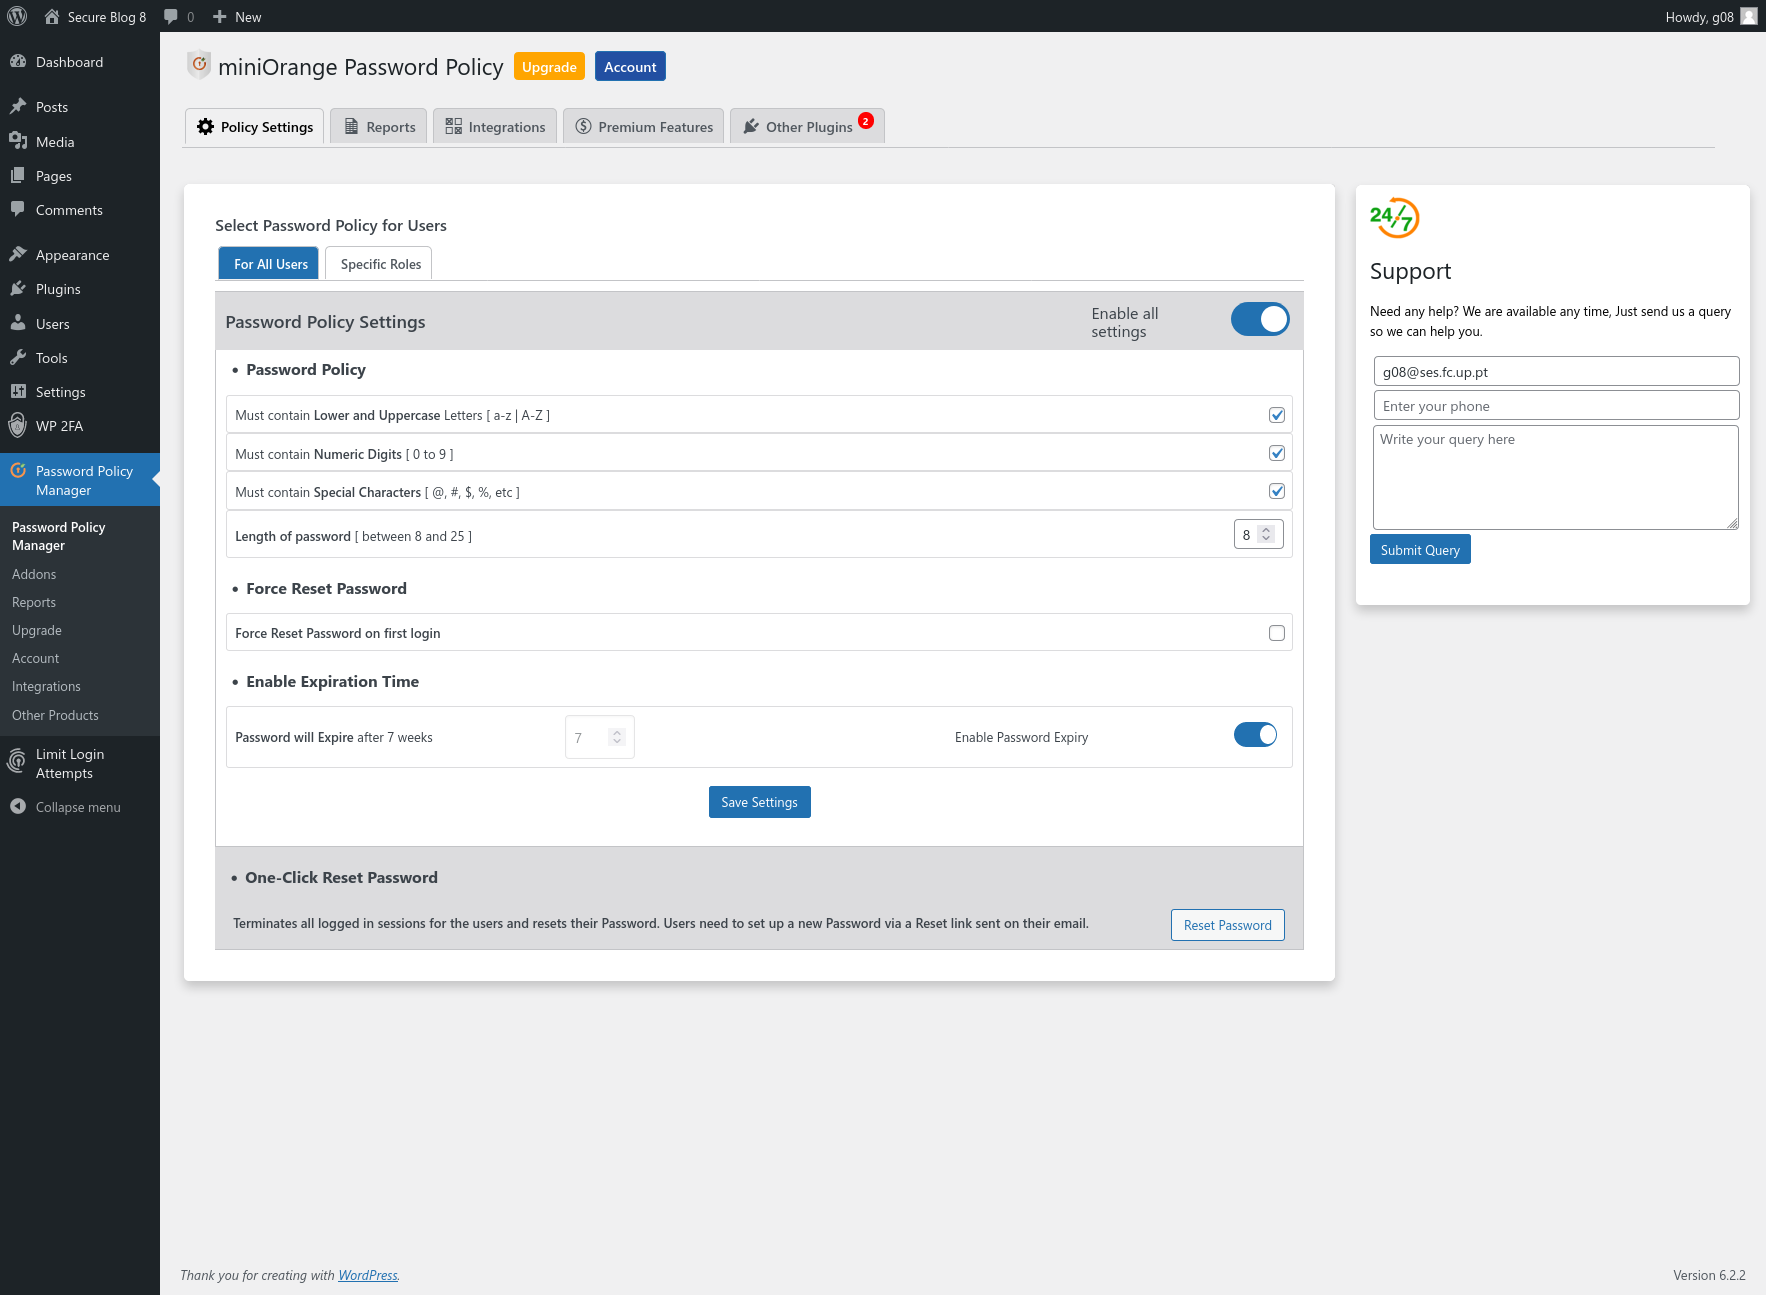 Secure Blog 8
0
New
Howdy, g08
Dashboard
Posts
Media
Pages
Comments
Appearance
Plugins
Users
Tools
Settings
WP 2FA
Password Policy
Manager
Password Policy
Manager
Addons
Reports
Upgrade
Account
Integrations
Other Products
Limit Login
Attempts
Collapse menu
miniOrange Password Policy
Upgrade
Account
Policy Settings
Reports
Integrations
Premium Features
Other Plugins
2
Select Password Policy for Users
For All Users
Specific Roles
Password Policy Settings
Enable all
settings
• Password Policy
Must contain Lower and Uppercase Letters [ a-z | A-Z ]
Must contain Numeric Digits [ 0 to 9 ]
Must contain Special Characters [ @, #, $, %, etc ]
Length of password [ between 8 and 25 ]
8
• Force Reset Password
Force Reset Password on first login
• Enable Expiration Time
Password will Expire after 7 weeks
7
Enable Password Expiry
Save Settings
• One-Click Reset Password
Terminates all logged in sessions for the users and resets their Password. Users need to set up a new Password via a Reset link sent on their email.
Reset Password
24/7
Support
Need any help? We are available any time, Just send us a query
so we can help you.
g08@ses.fc.up.pt
Enter your phone
Write your query here
Submit Query
Thank you for creating with WordPress.
Version 6.2.2